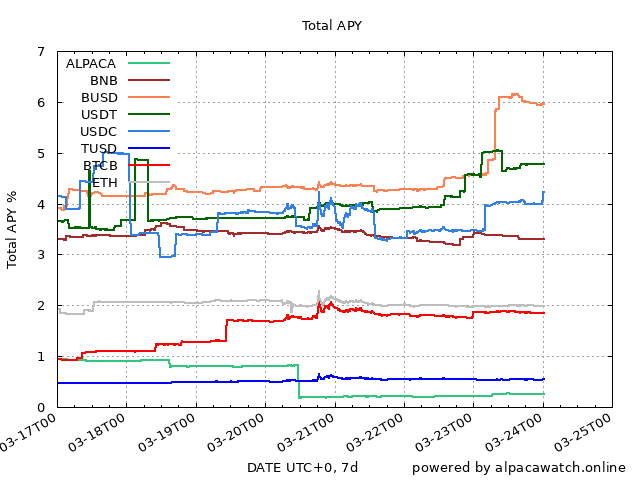 Total APY
Total APY %
7
6
5
4
3
2
1
0
ALPACA
BNB
BUSD
USDT
USDC
TUSD
BTCB
ETH
03-17T00
03-18T00
03-19T00
03-20T00
03-21T00
03-22T00
03-23T00
03-24T00
03-25T00
DATE UTC+0, 7d
powered by alpacawatch.online